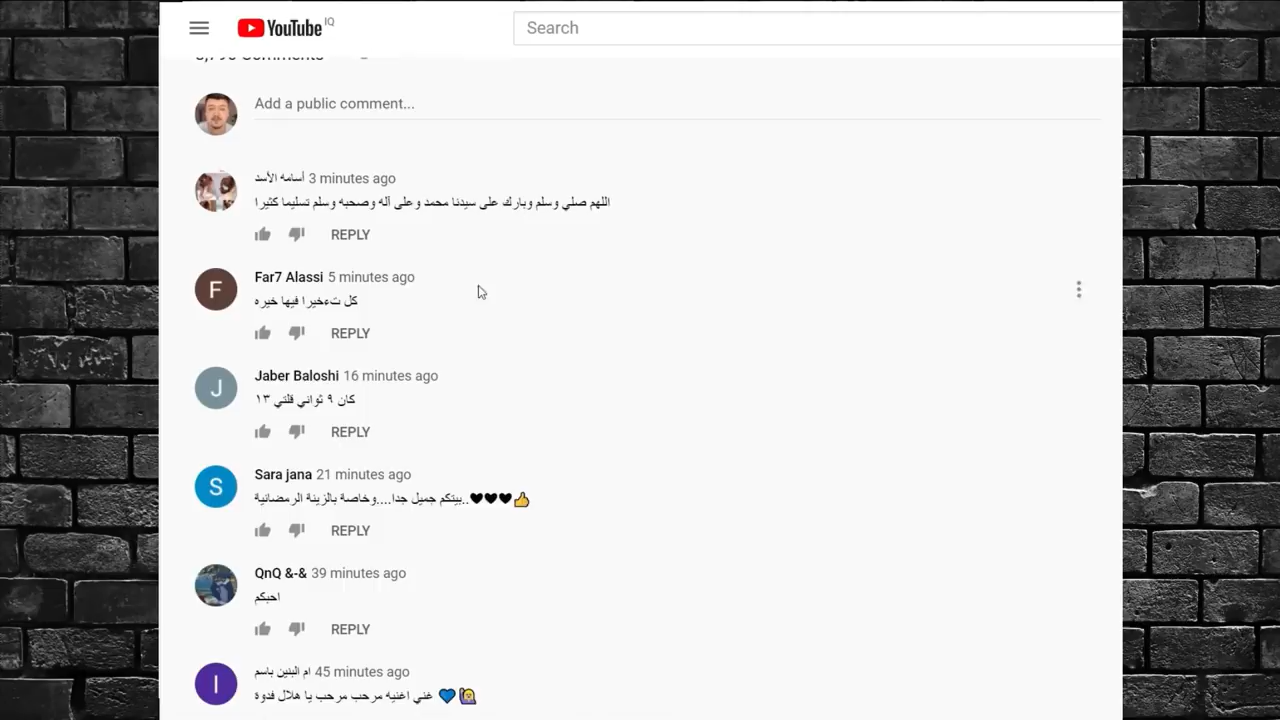 YouTube IQ
Search
Comments
Add a public comment...
أسامه الأسد 3 minutes ago
اللهم صلي وسلم وبارك على سيدنا محمد وعلى آله وصحبه وسلم تسليما كثيرا
REPLY
F
Far7 Alassi 5 minutes ago
كل تءخيرا فيها خيره
REPLY
J
Jaber Baloshi 16 minutes ago
كان ٩ ثواني قلتي ١٣
REPLY
S
Sara jana 21 minutes ago
بيتكم جميل جدا....وخاصة بالزينة الرمضانية..🖤🖤🖤👍
REPLY
QnQ &-& 39 minutes ago
احبكم
REPLY
I
ام البنين باسم 45 minutes ago
غني اغنيه مرحب مرحب يا هلال فدوة 💙🙋